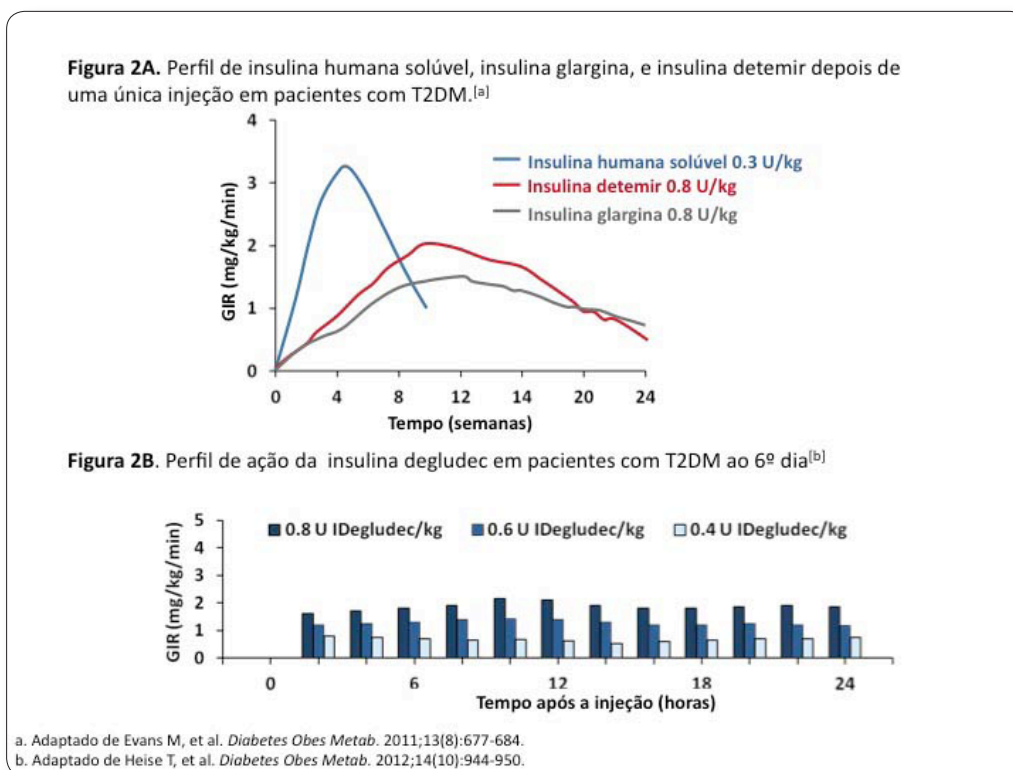 Figura 2A. Perfil de insulina humana solúvel, insulina glargina, e insulina detemir depois de
uma única injeção em pacientes com T2DM.[a]
4
3
2
1
0
GIR (mg/kg/min)
Insulina humana solúvel 0.3 U/kg
Insulina detemir 0.8 U/kg
Insulina glargina 0.8 U/kg
0 4 8 12 14 20 24
Tempo (semanas)
Figura 2B. Perfil de ação da insulina degludec em pacientes com T2DM ao 6º dia[b]
5
4
3
2
1
0
GIR (mg/kg/min)
0.8 U IDegludec/kg 0.6 U IDegludec/kg 0.4 U IDegludec/kg
0 6 12 18 24
Tempo após a injeção (horas)
a. Adaptado de Evans M, et al. Diabetes Obes Metab. 2011;13(8):677-684.
b. Adaptado de Heise T, et al. Diabetes Obes Metab. 2012;14(10):944-950.